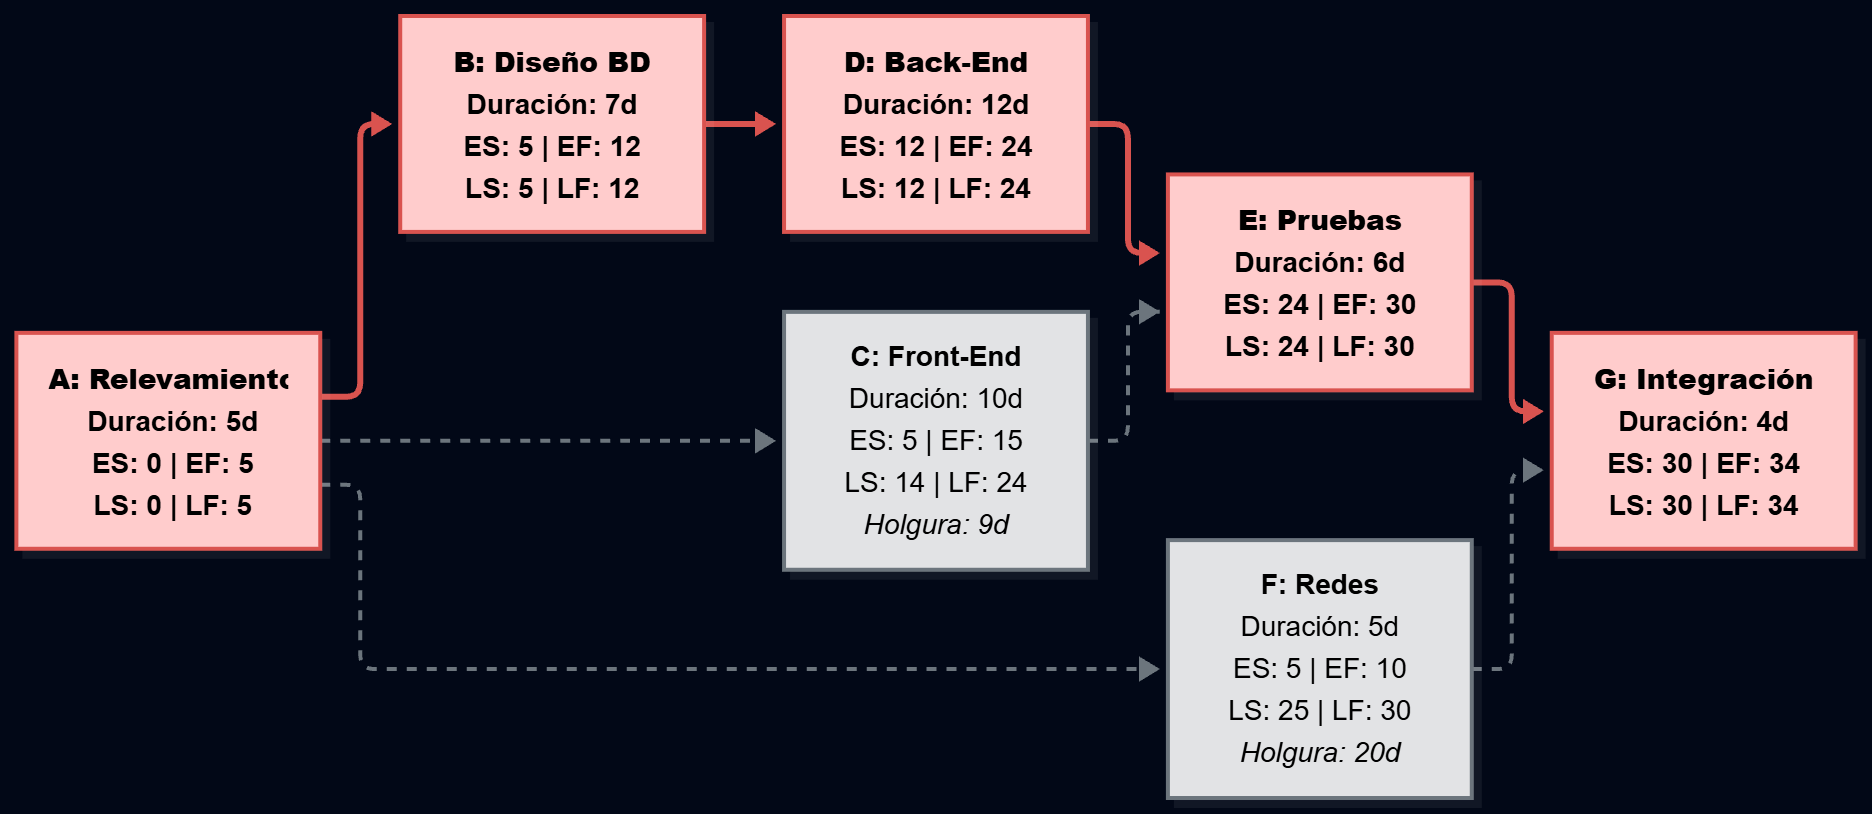 B: Diseño BD
Duración: 7d
ES: 5 | EF: 12
LS: 5 | LF: 12
D: Back-End
Duración: 12d
ES: 12 | EF: 24
LS: 12 | LF: 24
E: Pruebas
Duración: 6d
ES: 24 | EF: 30
LS: 24 | LF: 30
A: Relevamiento
Duración: 5d
ES: 0 | EF: 5
LS: 0 | LF: 5
C: Front-End
Duración: 10d
ES: 5 | EF: 15
LS: 14 | LF: 24
Holgura: 9d
G: Integración
Duración: 4d
ES: 30 | EF: 34
LS: 30 | LF: 34
F: Redes
Duración: 5d
ES: 5 | EF: 10
LS: 25 | LF: 30
Holgura: 20d